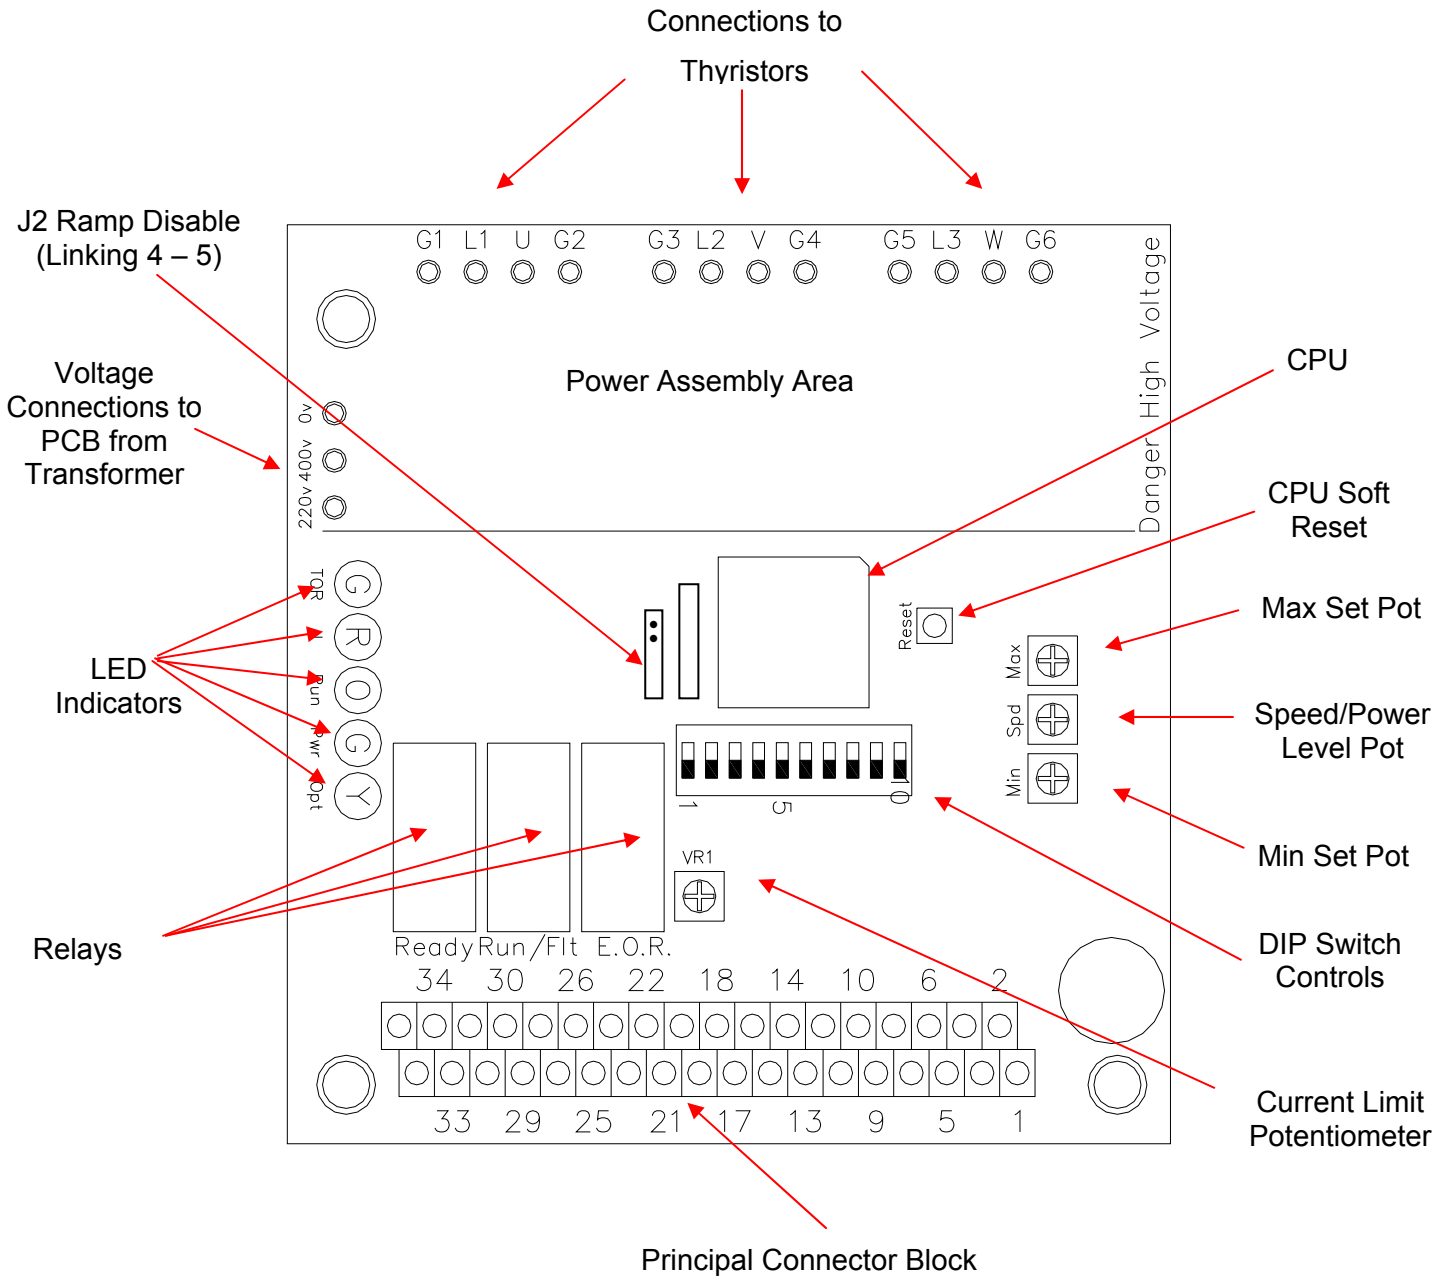 Connections to
Thyristors
J2 Ramp Disable
(Linking 4 – 5)
G1 L1 U G2 G3 L2 V G4 G5 L3 W G6
Danger High Voltage
Power Assembly Area
CPU
Voltage
Connections to
PCB from
Transformer
0v
400v
220v
CPU Soft
Reset
Reset
Max Set Pot
Max
Speed/Power
Level Pot
Spd
Min Set Pot
Min
LED
Indicators
G
TOR
R
O
Run
G
Pwr
Y
Opt
1 5 10
VR1
Relays
Ready Run/Flt E.O.R.
DIP Switch
Controls
34 30 26 22 18 14 10 6 2
33 29 25 21 17 13 9 5 1
Current Limit
Potentiometer
Principal Connector Block